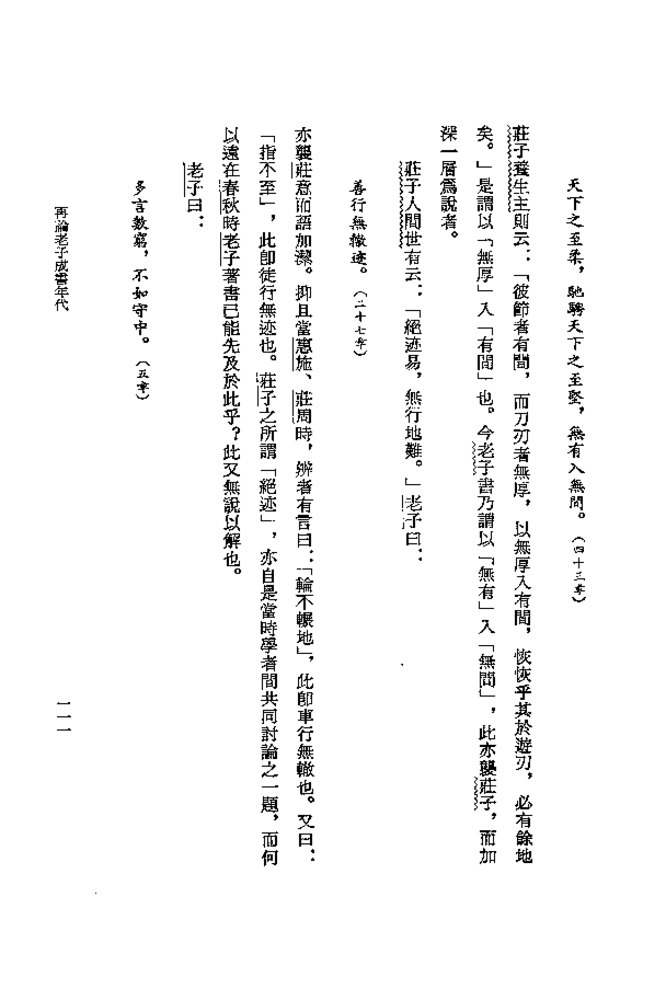 天下之至柔，馳騁天下之至堅，無有入無間。（四十三章）
莊子養生主則云：「彼節者有間，而刀刃者無厚，以無厚入有間，恢恢乎其於遊刃，必有餘地
矣。」是謂以「無厚」入「有間」也。今老子書乃謂以「無有」入「無間」，此亦襲莊子，而加
深一層爲說者。
莊子人間世有云：「絕迹易，無行地難。」老子曰：
善行無轍迹。（二十七章）
亦襲莊意而語加潔。抑且當惠施、莊周時，辨者有言曰：「輪不輾地」，此卽車行無轍也。又曰：
「指不至」，此卽徒行無迹也。莊子之所謂「絕迹」，亦自是當時學者間共同討論之一題，而何
以遠在春秋時老子著書已能先及於此乎？此又無說以解也。
老子曰：
多言數窮，不如守中。（五章）
再論老子成書年代
一一一